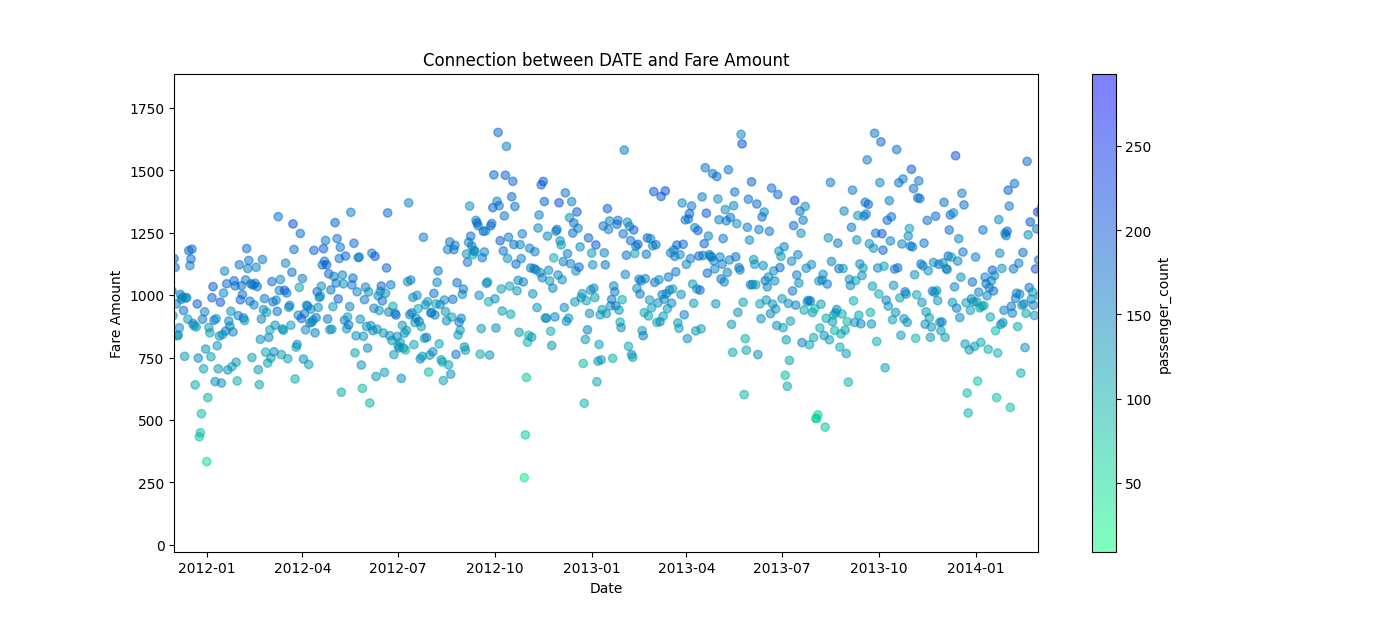 Connection between DATE and Fare Amount
1750
1500
1250
1000
750
500
250
0
Fare Amount
2012-01 2012-04 2012-07 2012-10 2013-01 2013-04 2013-07 2013-10 2014-01
Date
250
200
150
100
50
passenger_count